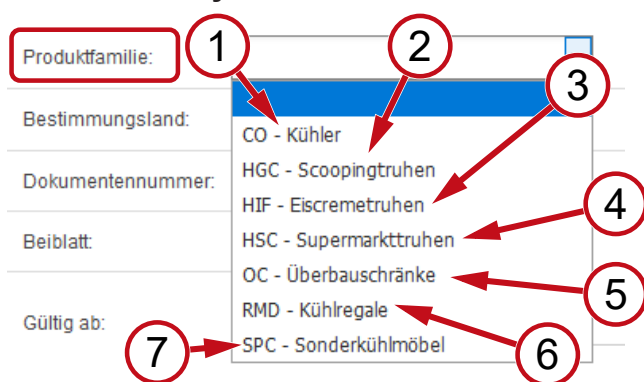 Produktfamilie:
1
2
3
Bestimmungsland:
CO - Kühler
Dokumentennummer:
HGC - Scoopingtruhen
HIF - Eiscremetruhen
4
Beiblatt:
HSC - Supermarkttruhen
OC - Überbauschränke
5
Gültig ab:
RMD - Kühlregale
7
SPC - Sonderkühlmöbel
6